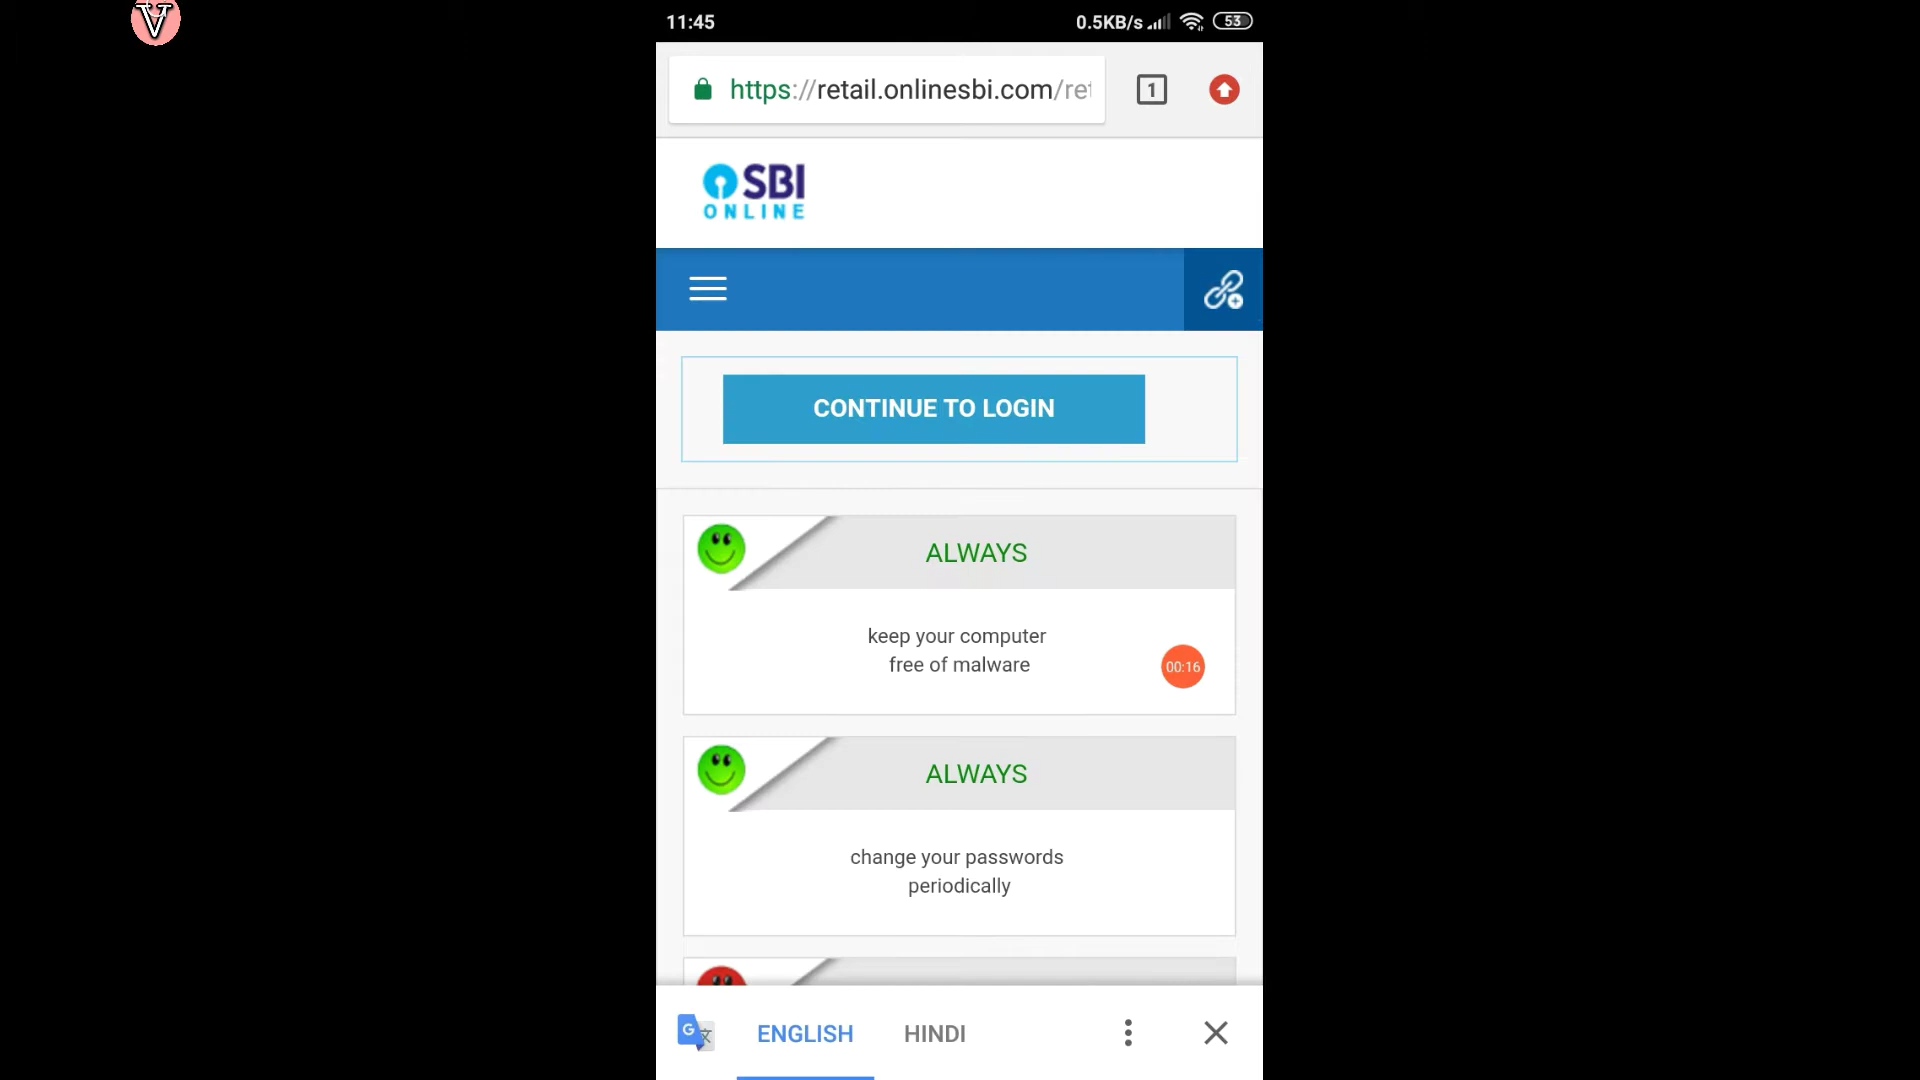 V
11:45
0.5KB/s 53
https://retail.onlinesbi.com/ret
1
SBI
ONLINE
CONTINUE TO LOGIN
ALWAYS
keep your computer
free of malware
00:16
ALWAYS
change your passwords
periodically
G 文
ENGLISH HINDI